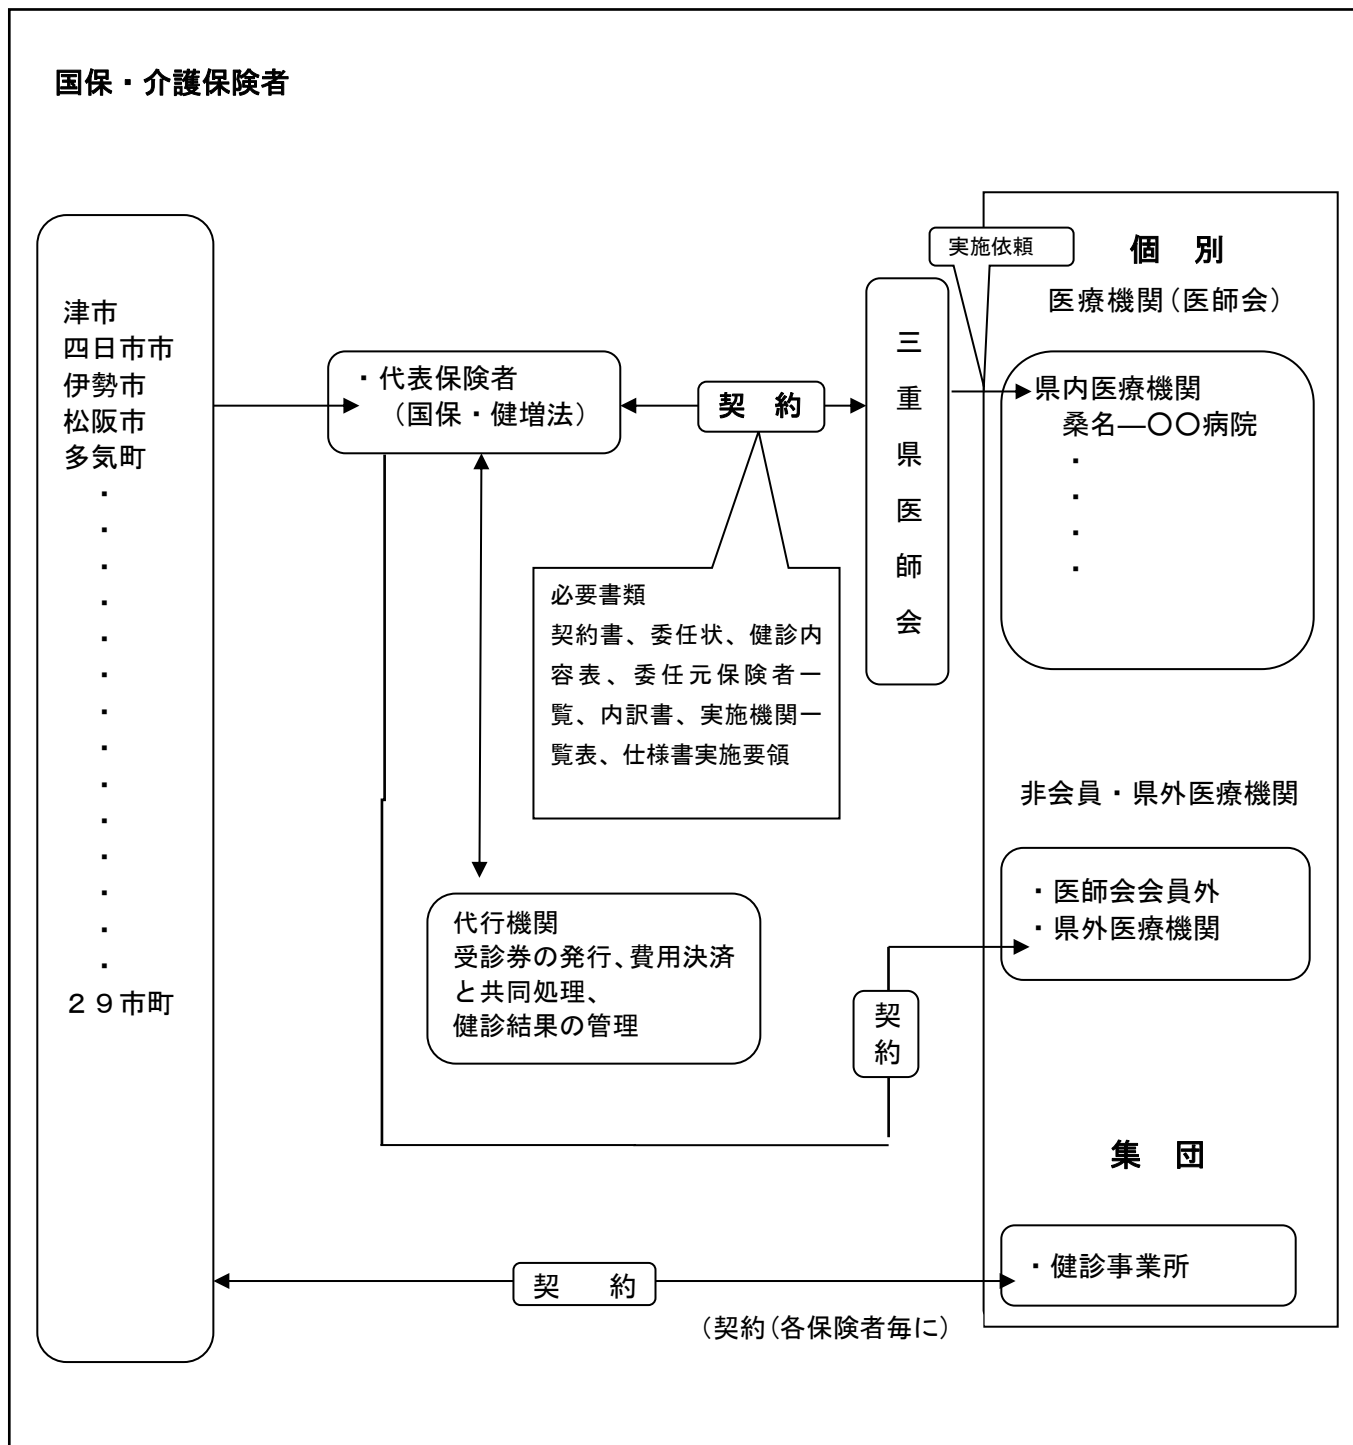 国保・介護保険者
津市
四日市市
伊勢市
松阪市
多気町
・
・
・
・
・
・
・
・
・
・
・
・
・
・
２９市町
・代表保険者
（国保・健増法）
契　約
必要書類
契約書、委任状、健診内
容表、委任元保険者一
覧、内訳書、実施機関一
覧表、仕様書実施要領
代行機関
受診券の発行、費用決済
と共同処理、
健診結果の管理
三
重
県
医
師
会
実施依頼
個　別
医療機関（医師会）
県内医療機関
桑名―〇〇病院
・
・
・
・
非会員・県外医療機関
・医師会会員外
・県外医療機関
契
約
集　団
・健診事業所
契　約
（契約（各保険者毎に）